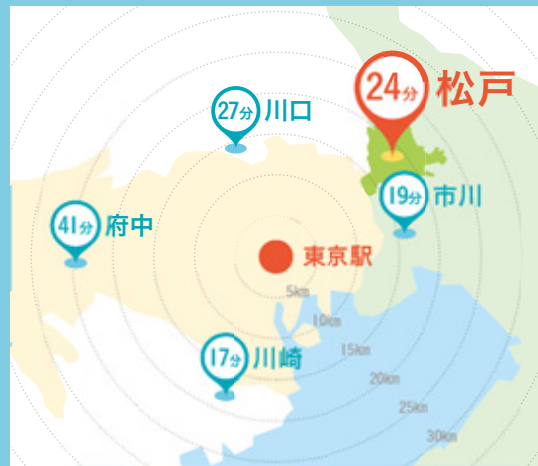 24分 松戸
27分 川口
19分 市川
41分 府中
東京駅
5km
10km
15km
17分 川崎
20km
25km
30km